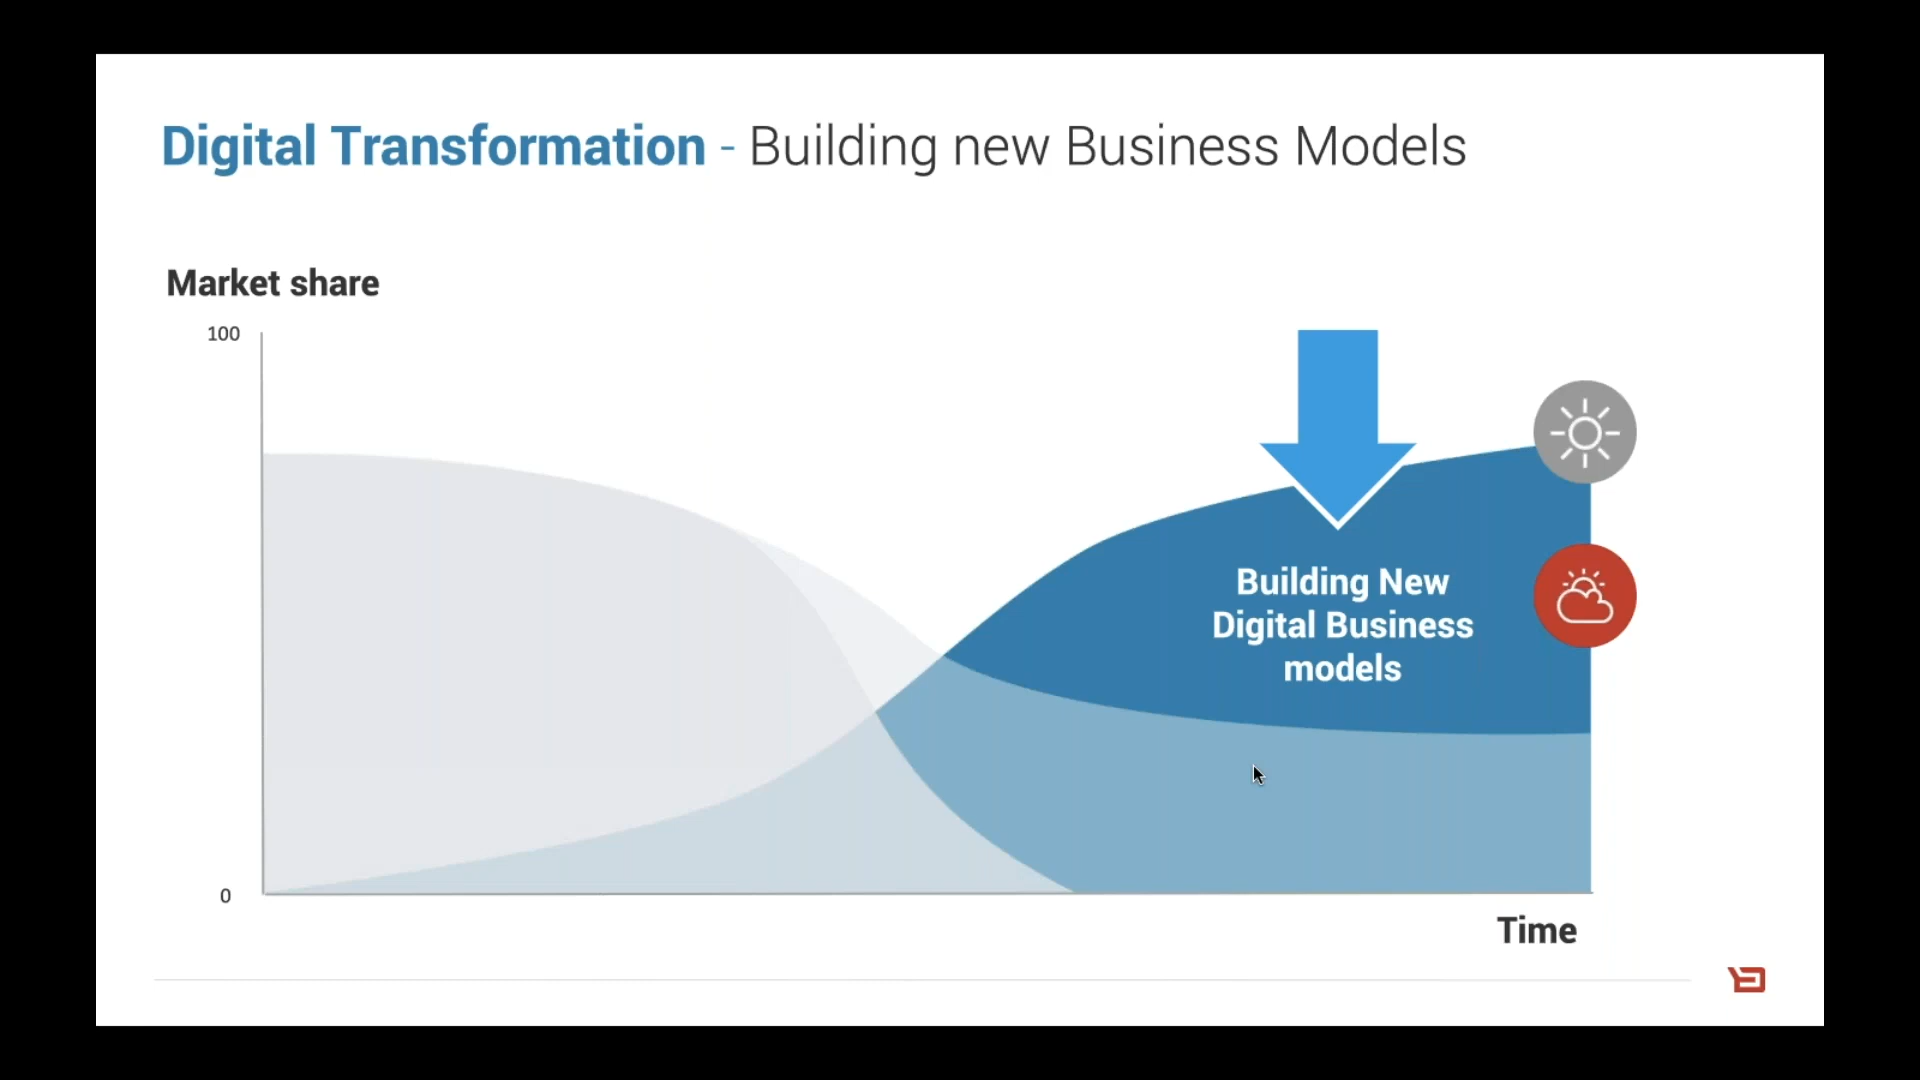 Digital Transformation - Building new Business Models
Market share
100
Building New
Digital Business
models
0
Time